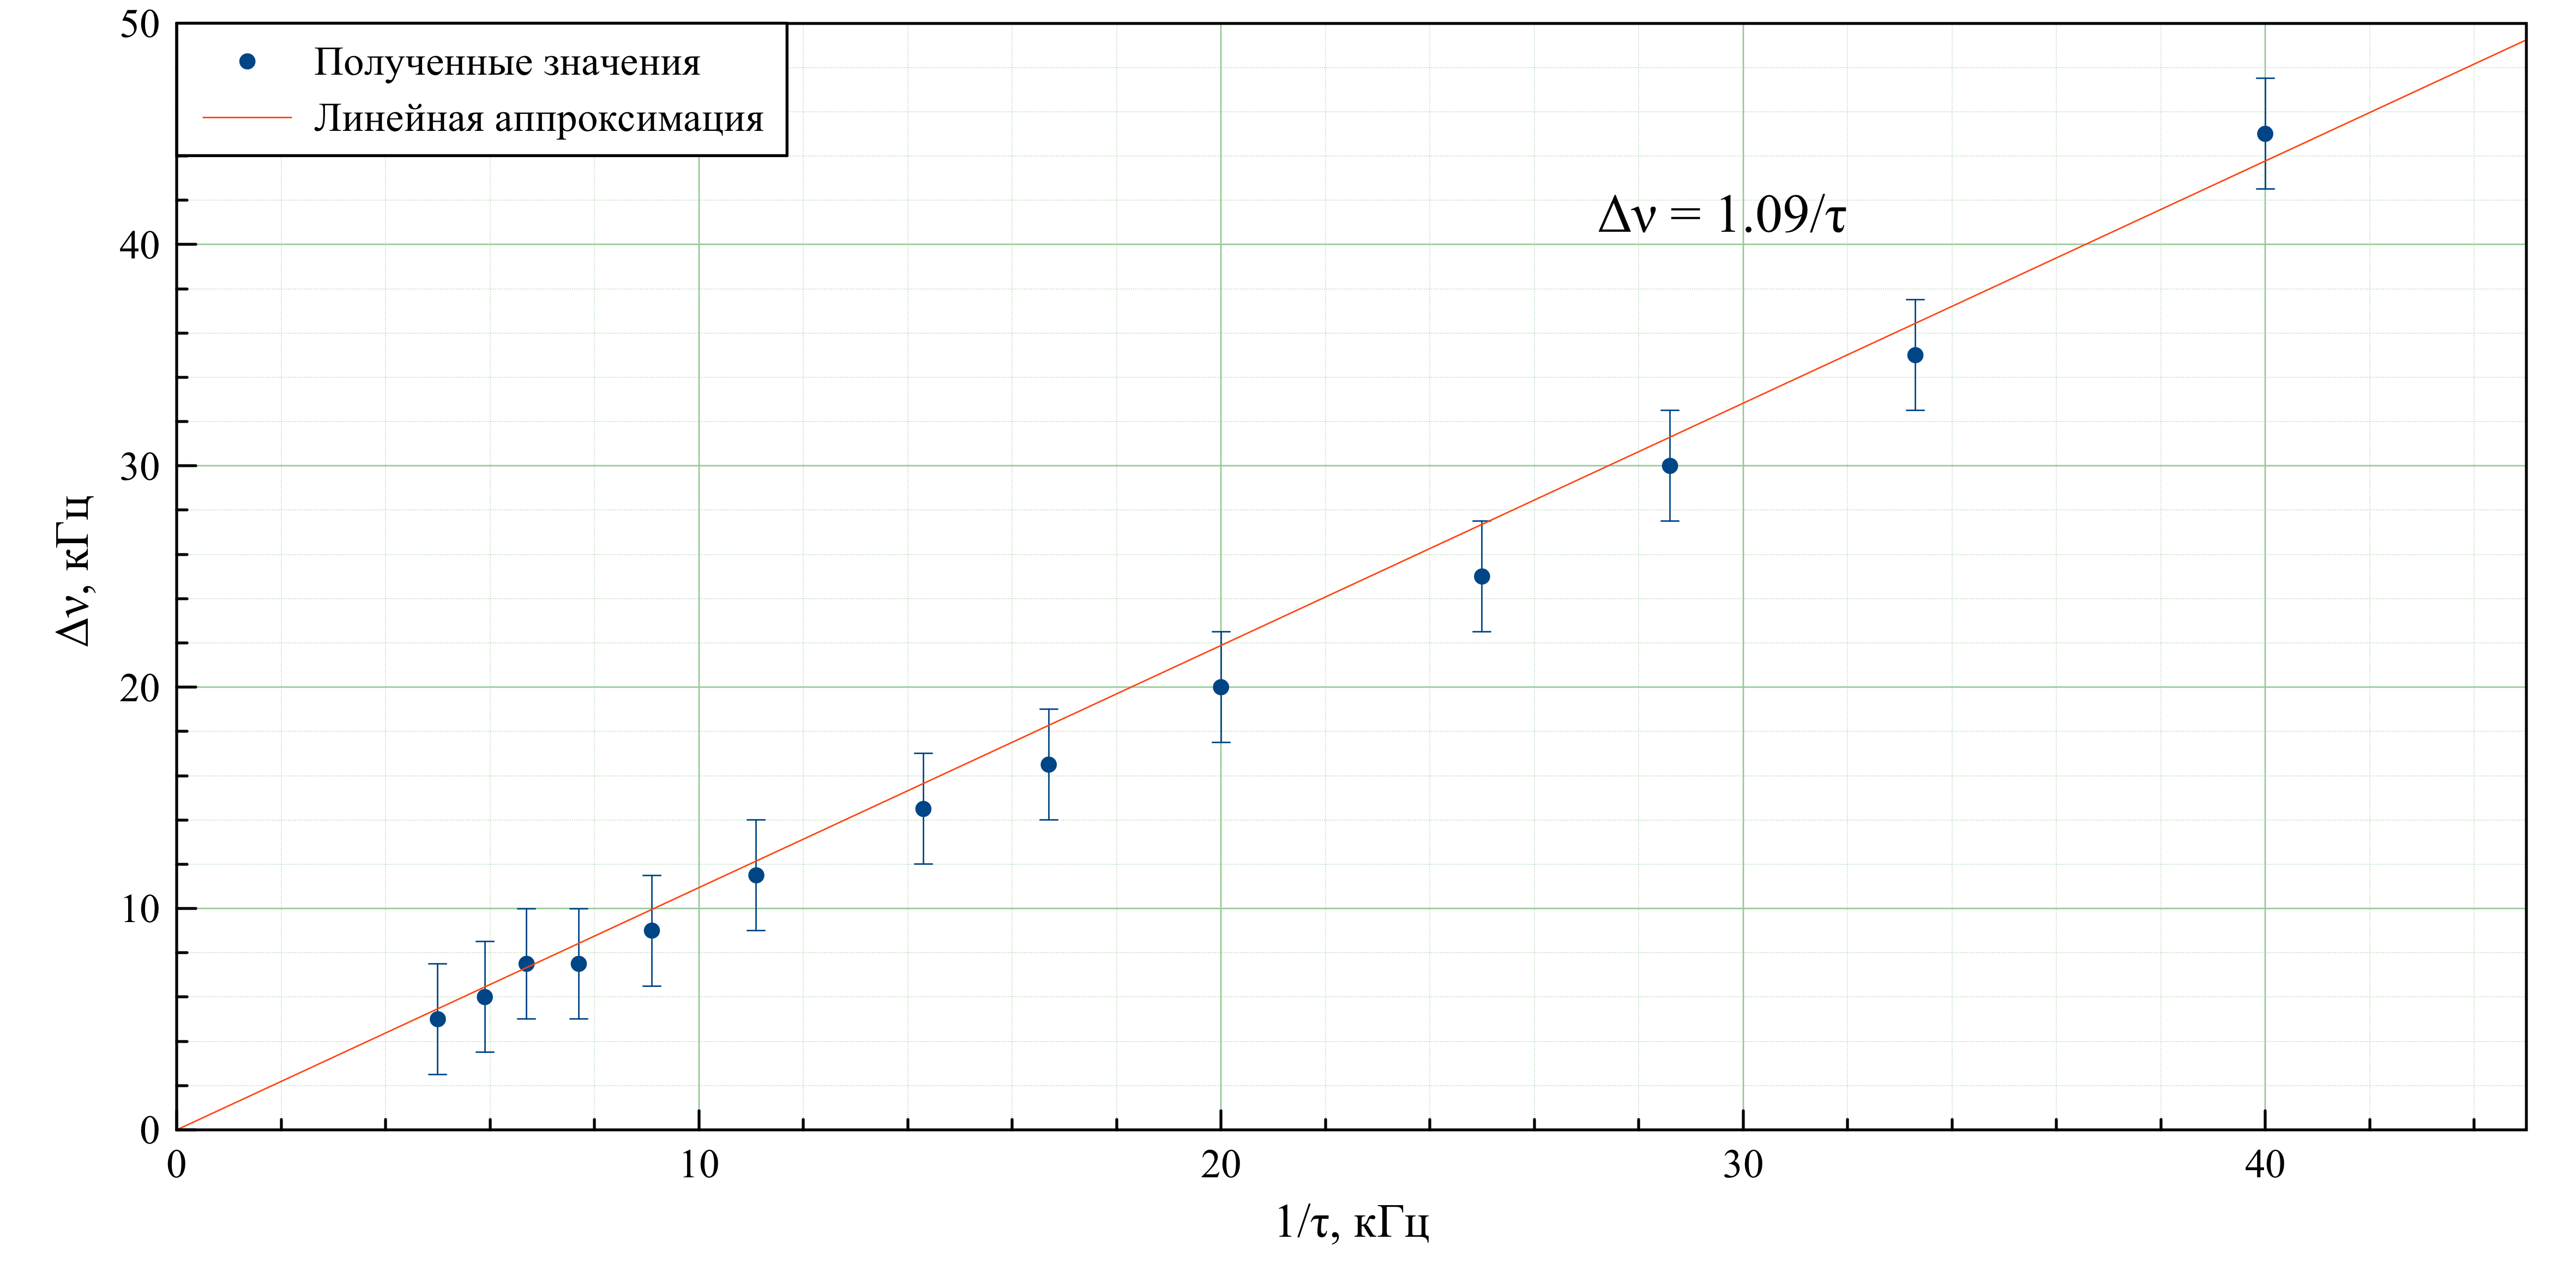 Полученные значения
Линейная аппроксимация
Δν = 1.09/τ
Δν, кГц
50
40
30
20
10
0
0 10 20 30 40
1/τ, кГц